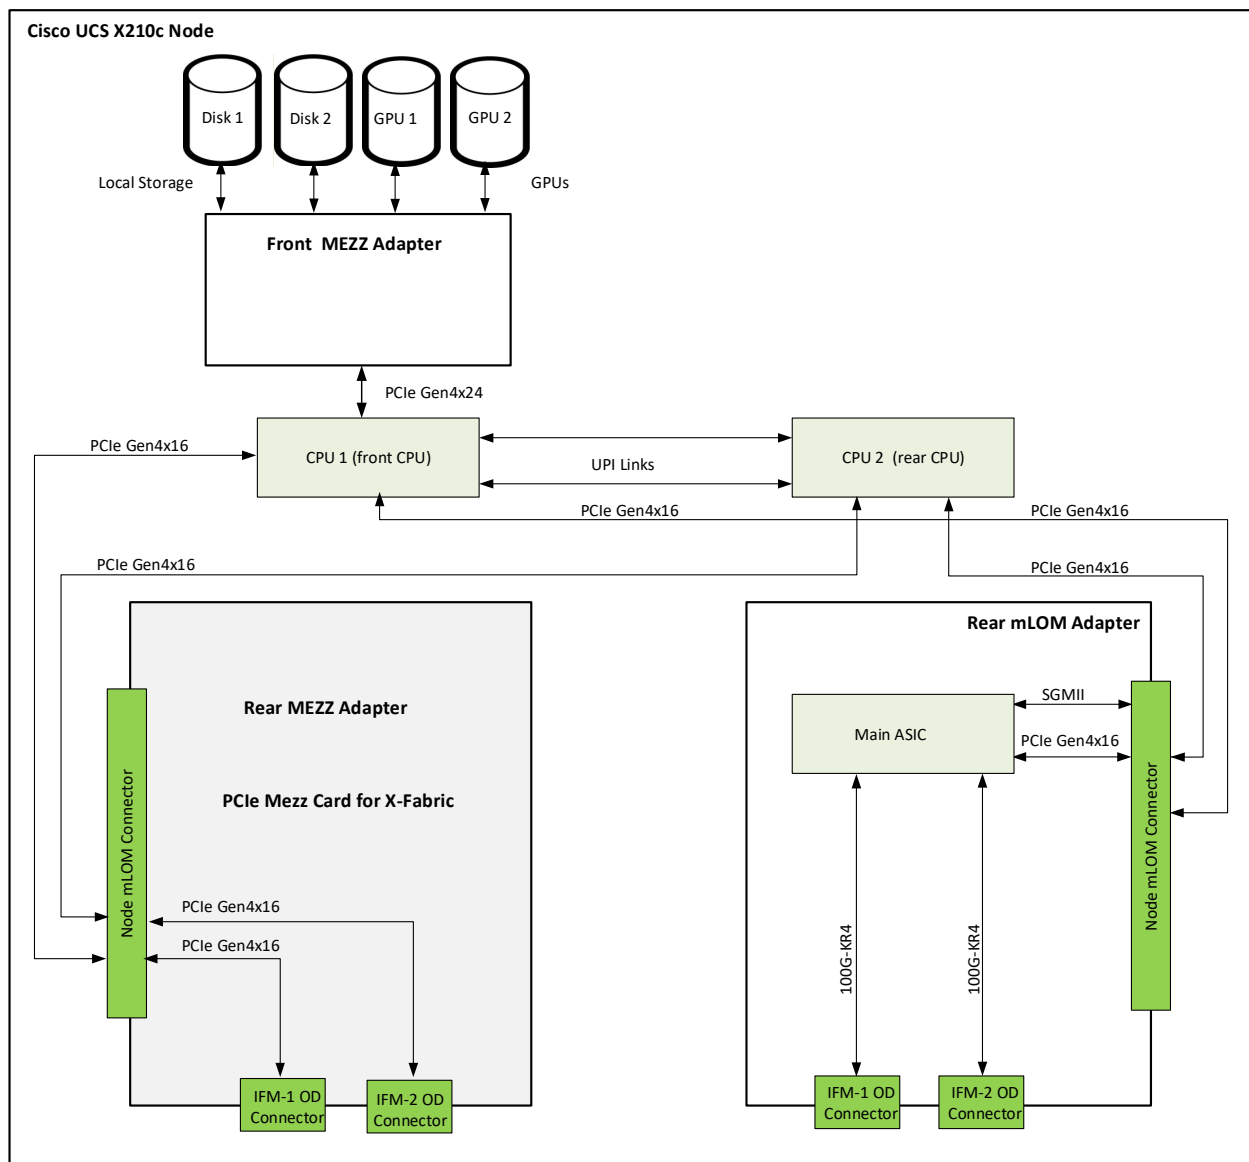 Cisco UCS X210c Node
Disk 1
Disk 2
GPU 1
GPU 2
Local Storage
GPUs
Front MEZZ Adapter
PCIe Gen4x24
PCIe Gen4x16
CPU 1 (front CPU)
UPI Links
CPU 2 (rear CPU)
PCIe Gen4x16
PCIe Gen4x16
PCIe Gen4x16
PCIe Gen4x16
Rear MEZZ Adapter
PCIe Mezz Card for X-Fabric
Node mLOM Connector
PCIe Gen4x16
PCIe Gen4x16
IFM-1 OD
Connector
IFM-2 OD
Connector
Rear mLOM Adapter
Main ASIC
SGMII
PCIe Gen4x16
Node mLOM Connector
100G-KR4
100G-KR4
IFM-1 OD
Connector
IFM-2 OD
Connector